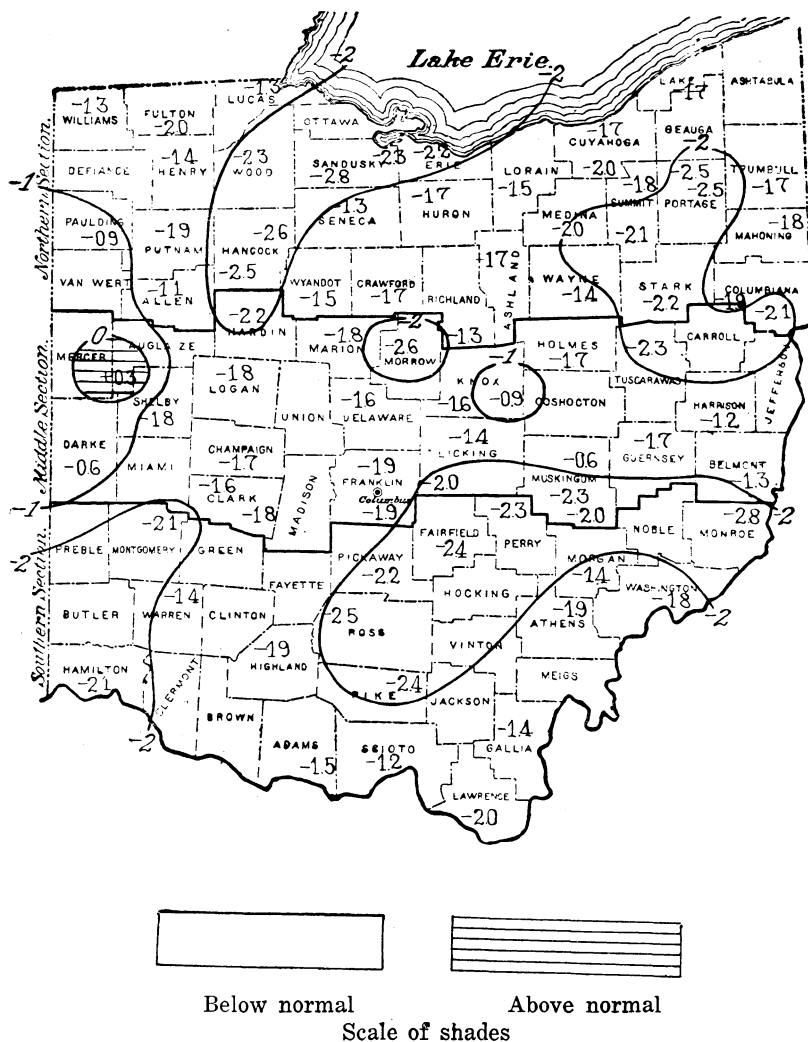 -2
Lake Erie.
-2
-13
LUCAS
LAKE
-17
ASHTABULA
-13
WILLIAMS
FULTON
-20
OTTAWA
-17
CUYAHOGA
GEAUGA
-2
DEFIANCE
-14
HENRY
-23
WOOD
SANDUSKY
-28
-23
-22
ERIE
LORAIN
-15
-20
-18
SUMMIT
-25
-25
PORTAGE
TRUMBULL
-17
-1
Northern Section.
PAULDING
-09
-19
PUTNAM
-26
HANCOCK
-13
SENECA
-17
HURON
MEDINA
-20
-21
-18
MAHONING
VAN WERT
-11
ALLEN
-25
WYANDOT
-15
CRAWFORD
-17
RICHLAND
-17
ASHLAND
WAYNE
-14
STARK
-22
COLUMBIANA
-19
-21
0
MERCER
+03
AUGLAIZE
-22
HARDIN
-18
MARION
-2
-26
MORROW
-13
-1
HOLMES
-17
-23
CARROLL
-1
Middle Section.
SHELBY
-18
-18
LOGAN
UNION
-16
DELAWARE
KNOX
-16
-09
COSHOCTON
TUSCARAWAS
HARRISON
-12
JEFFERSON
DARKE
-06
MIAMI
CHAMPAIGN
-17
-16
CLARK
-18
MADISON
-19
FRANKLIN
Columbus
-19
-14
LICKING
-20
-06
MUSKINGUM
-23
-20
-17
GUERNSEY
BELMONT
-13
-1
-2
-2
Southern Section.
PREBLE
-21
MONTGOMERY
GREEN
FAYETTE
PICKAWAY
-22
FAIRFIELD
-24
-23
PERRY
MORGAN
-14
NOBLE
-28
MONROE
BUTLER
-14
WARREN
CLINTON
-25
ROSS
HOCKING
VINTON
-19
ATHENS
WASHINGTON
-18
-2
HAMILTON
-21
CLERMONT
-19
HIGHLAND
-24
PIKE
JACKSON
MEIGS
-2
BROWN
ADAMS
-15
SCIOTO
-12
-14
GALLIA
LAWRENCE
-20
Below normal
Above normal
Scale of shades